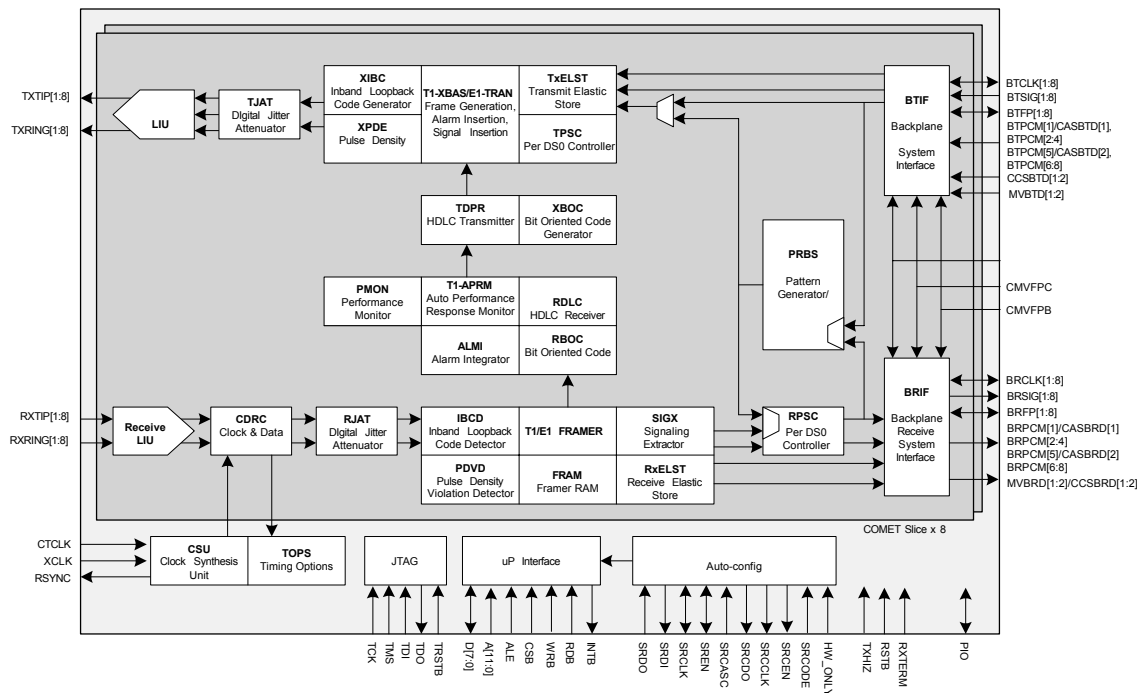 TXTIP[1:8]
TXRING[1:8]
LIU
TJAT
DIgital Jitter
Attenuator
XIBC
Inband Loopback
Code Generator
XPDE
Pulse Density
T1-XBAS/E1-TRAN
Frame Generation,
Alarm Insertion,
Signal Insertion
TxELST
Transmit Elastic
Store
TPSC
Per DS0 Controller
BTIF
Backplane
System
Interface
BTCLK[1:8]
BTSIG[1:8]
BTFP[1:8]
BTPCM[1]/CASBTD[1],
BTPCM[2:4]
BTPCM[5]/CASBTD[2],
BTPCM[6:8]
CCSBTD[1:2]
MVBTD[1:2]
TDPR
HDLC Transmitter
XBOC
Bit Oriented Code
Generator
PRBS
Pattern
Generator/
CMVFPC
CMVFPB
PMON
Performance
Monitor
T1-APRM
Auto Performance
Response Monitor
RDLC
HDLC Receiver
ALMI
Alarm Integrator
RBOC
Bit Oriented Code
RXTIP[1:8]
RXRING[1:8]
Receive
LIU
CDRC
Clock & Data
RJAT
DIgital Jitter
Attenuator
IBCD
Inband Loopback
Code Detector
PDVD
Pulse Density
Violation Detector
T1/E1 FRAMER
FRAM
Framer RAM
SIGX
Signaling
Extractor
RxELST
Receive Elastic
Store
RPSC
Per DS0
Controller
BRIF
Backplane
Receive
System
Interface
BRCLK[1:8]
BRSIG[1:8]
BRFP[1:8]
BRPCM[1]/CASBRD[1]
BRPCM[2:4]
BRPCM[5]/CASBRD[2]
BRPCM[6:8]
MVBRD[1:2]/CCSBRD[1:2]
COMET Slice x 8
CTCLK
XCLK
RSYNC
CSU
Clock Synthesis
Unit
TOPS
Timing Options
JTAG
uP Interface
Auto-config
TCK
TMS
TDI
TDO
TRSTB
D[7:0]
A[11:0]
ALE
CSB
WRB
RDB
INTB
SRDO
SRDI
SRCLK
SREN
SRCASC
SRCDO
SRCCLK
SRCEN
SRCODE
HW_ONLY
TXHIZ
RSTB
RXTERM
PIO